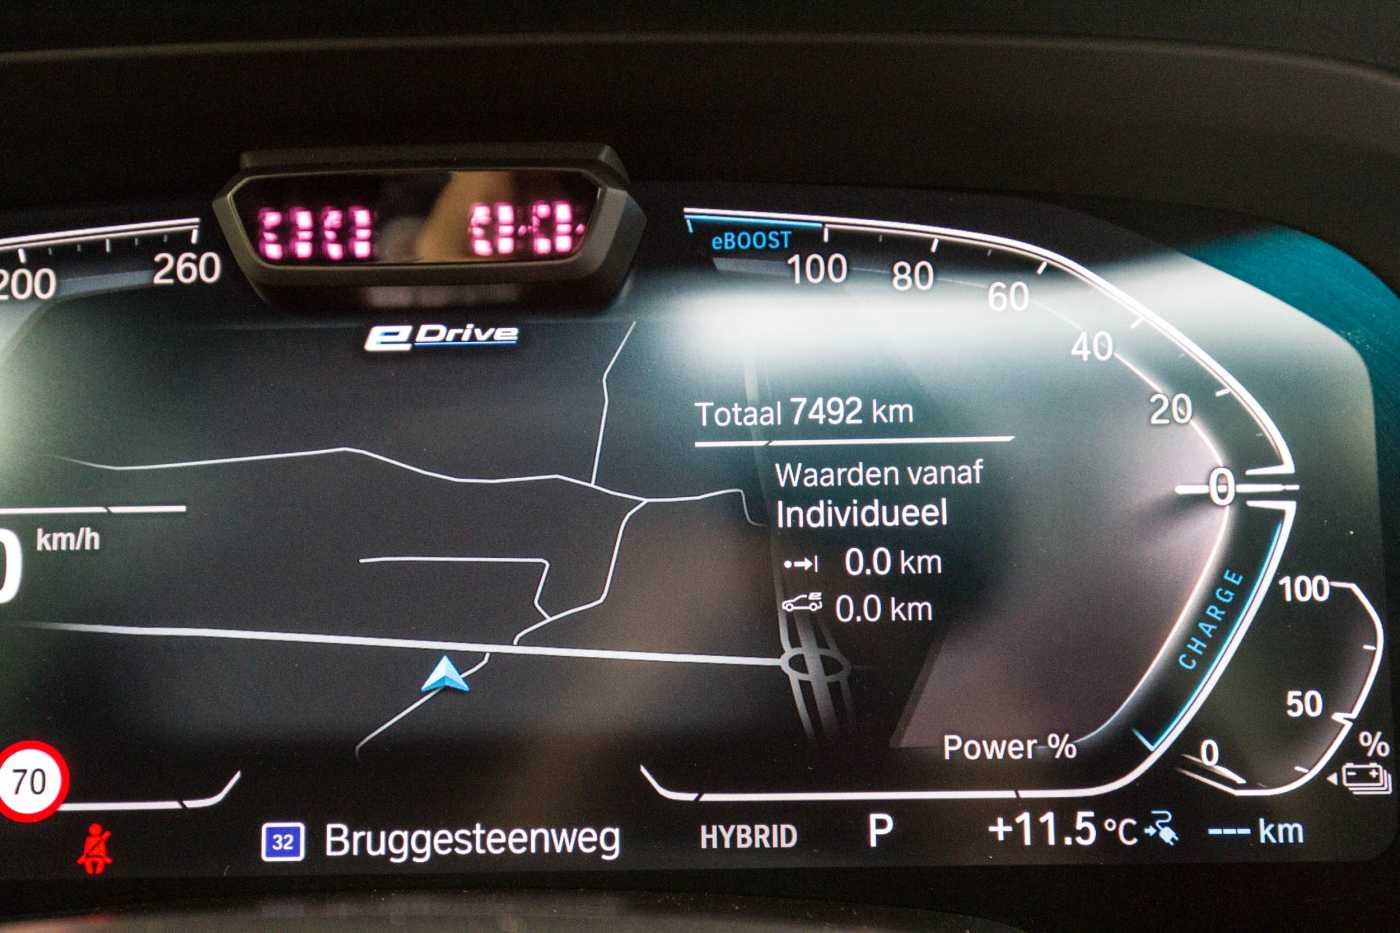 200
260
eBOOST
100
80
60
40
20
0
eDrive
Totaal 7492 km
Waarden vanaf
Individueel
0.0 km
0.0 km
km/h
CHARGE
100
50
0
%
Power %
70
32 Bruggesteenweg
HYBRID
P
+11.5 °C
--- km